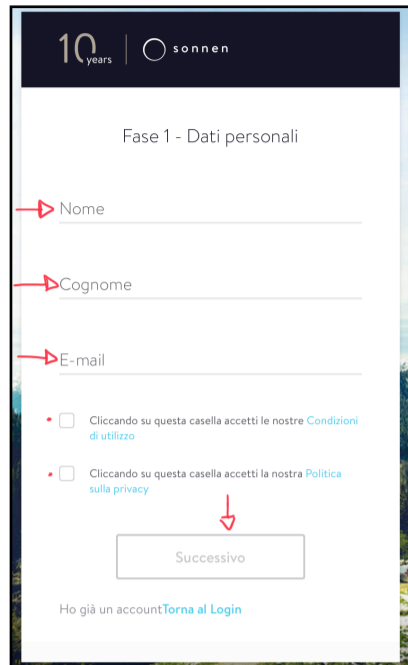 10 years | sonnen
Fase 1 - Dati personali
Nome
Cognome
E-mail
Cliccando su questa casella accetti le nostre Condizioni
di utilizzo
Cliccando su questa casella accetti la nostra Politica
sulla privacy
Successivo
Ho già un accountTorna al Login